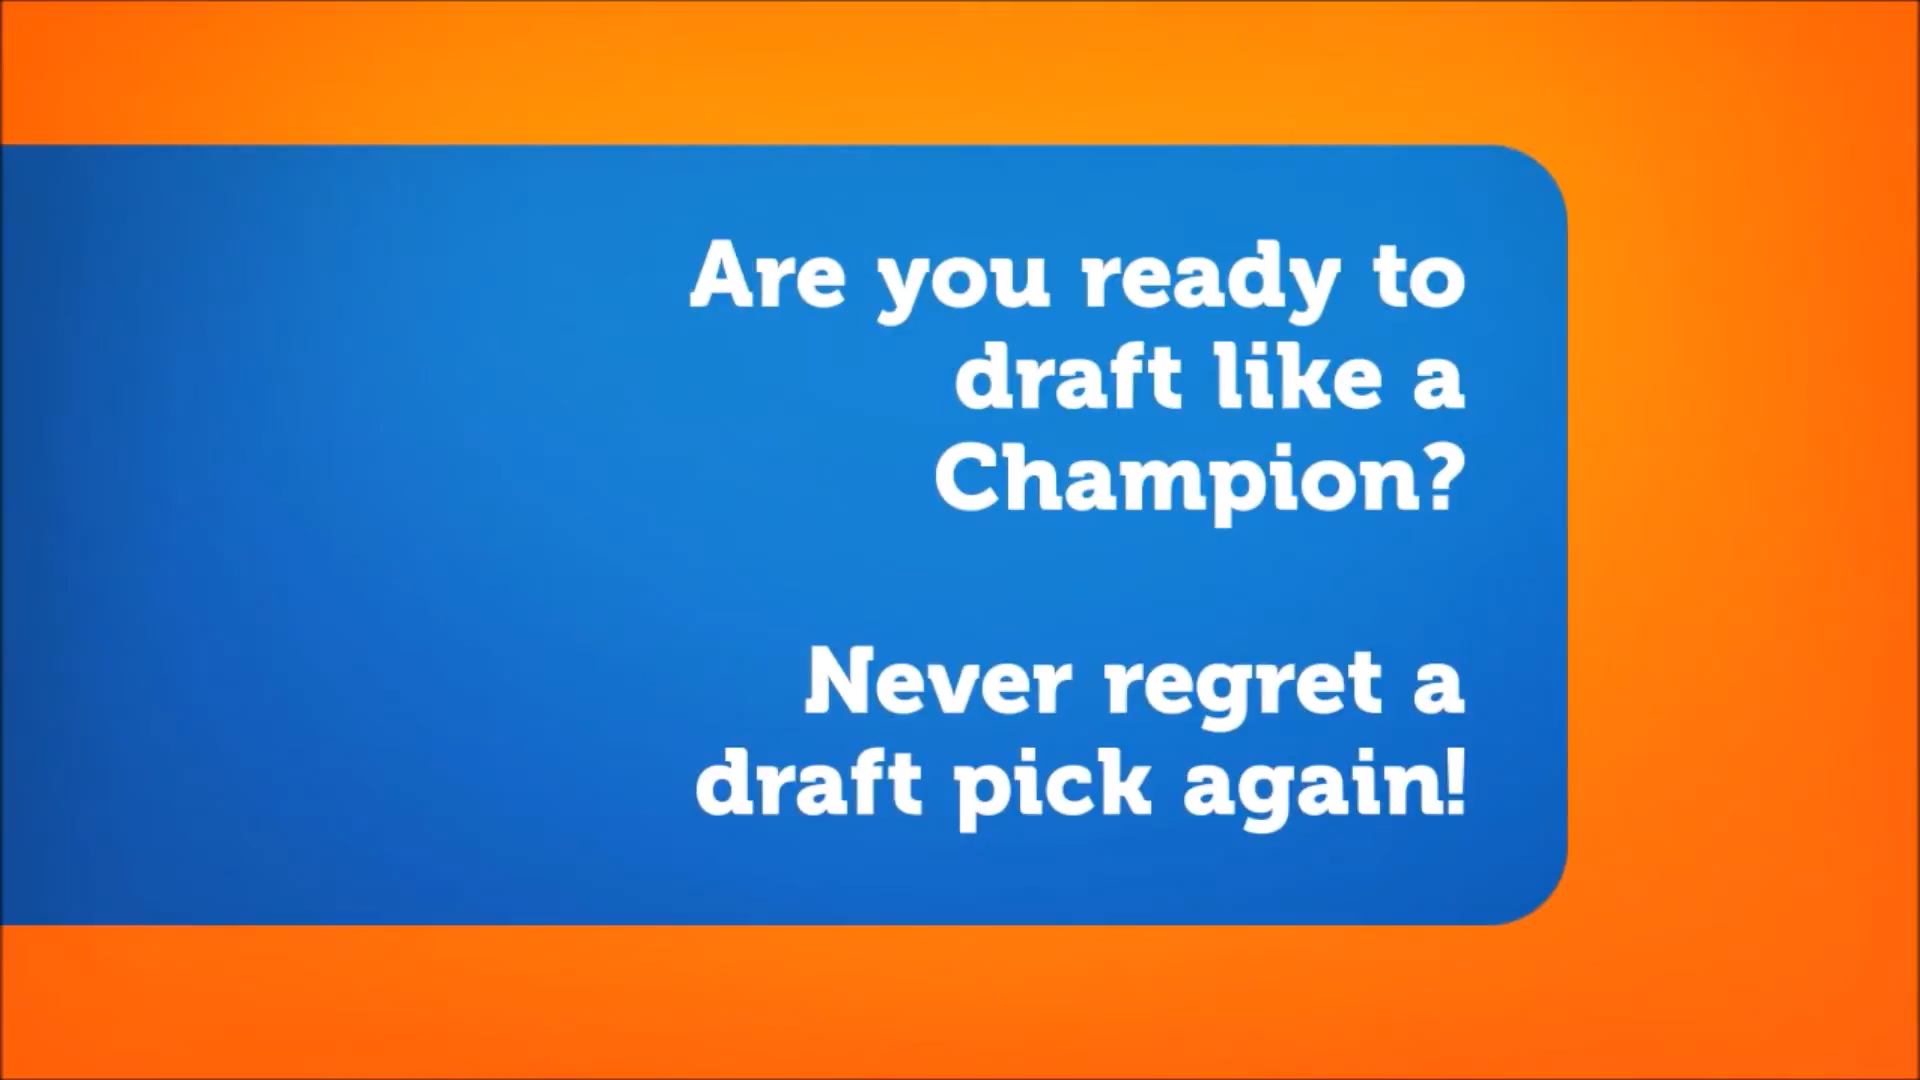 Are you ready to
draft like a
Champion?
Never regret a
draft pick again!